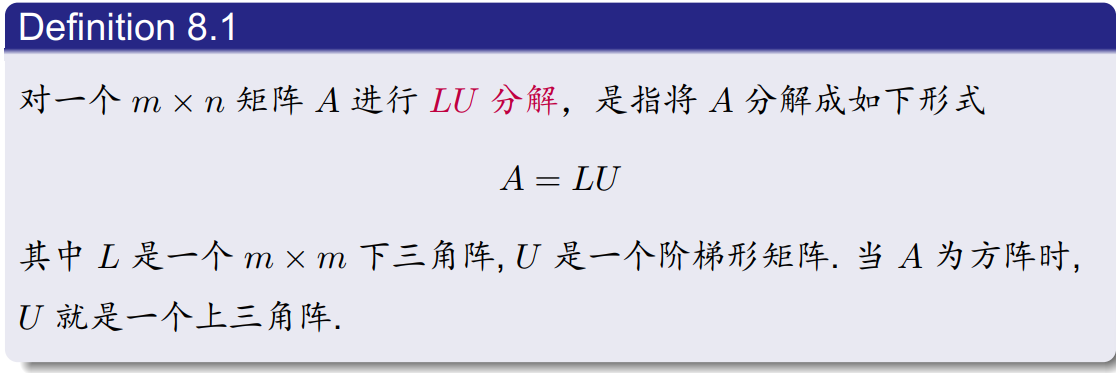 Definition 8.1
对一个 m × n 矩阵 A 进行 LU 分解，是指将 A 分解成如下形式
A = LU
其中 L 是一个 m × m 下三角阵, U 是一个阶梯形矩阵. 当 A 为方阵时,
U 就是一个上三角阵.